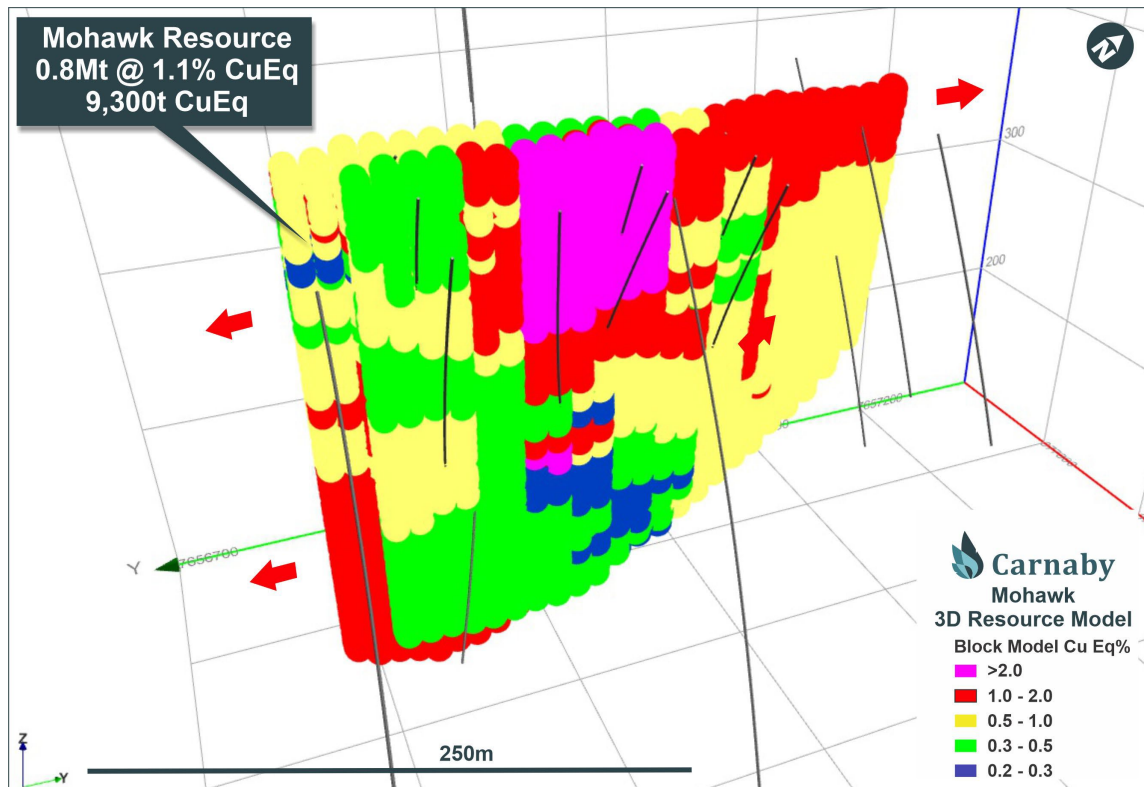 Mohawk Resource
0.8Mt @ 1.1% CuEq
9,300t CuEq
N
300
200
7657200
Y
7656700
Carnaby
Mohawk
3D Resource Model
Block Model Cu Eq%
>2.0
1.0 - 2.0
0.5 - 1.0
0.3 - 0.5
0.2 - 0.3
Z
Y
250m